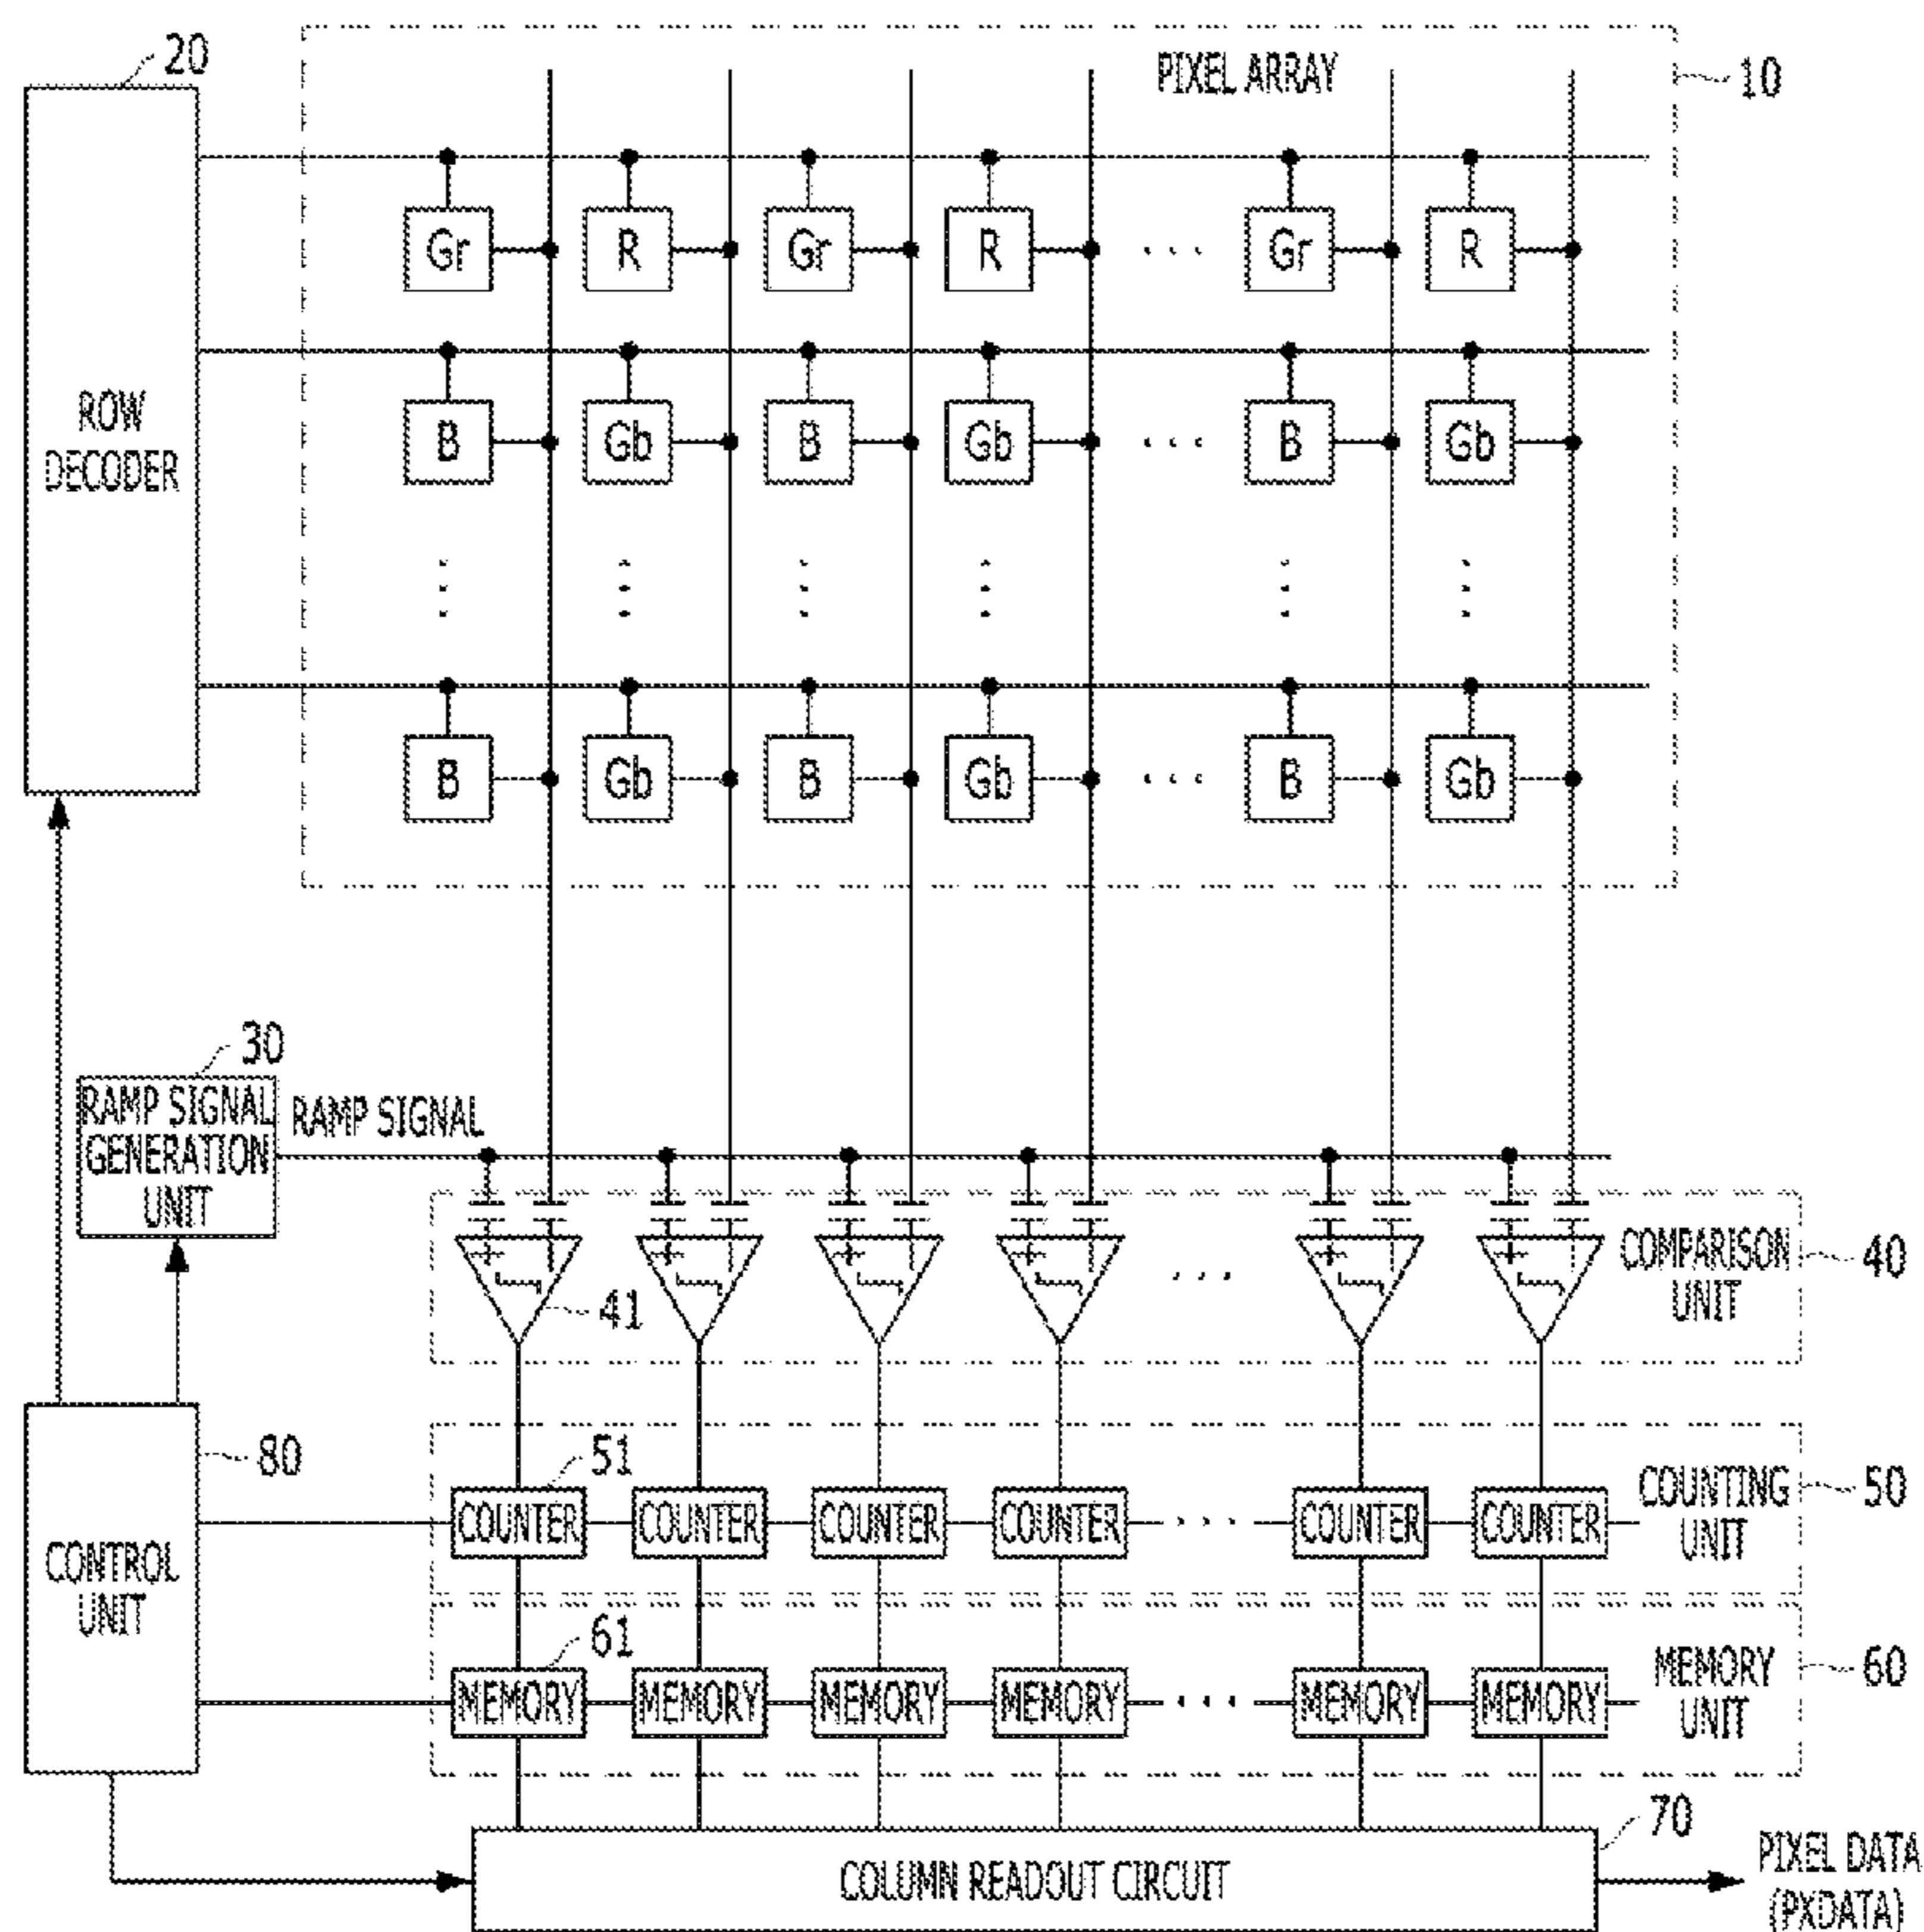 20
PIXEL ARRAY
10
Gr R Gr R ... Gr R
ROW
DECODER
B Gb B Gb ... B Gb
B Gb B Gb ... B Gb
30
RAMP SIGNAL
GENERATION
UNIT
RAMP SIGNAL
+ - + - + - + - ... + - + -
41
COMPARISON
UNIT
40
80
CONTROL
UNIT
51
COUNTER COUNTER COUNTER COUNTER ... COUNTER COUNTER
COUNTING
UNIT
50
61
MEMORY MEMORY MEMORY MEMORY ... MEMORY MEMORY
MEMORY
UNIT
60
70
COLUMN READOUT CIRCUIT
PIXEL DATA
(PXDATA)